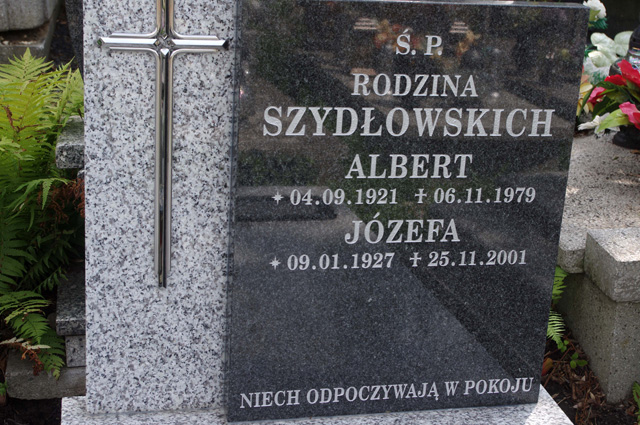 Ś. P.
RODZINA
SZYDŁOWSKICH
ALBERT
✶ 04.09.1921 ✝ 06.11.1979
JÓZEFA
✶ 09.01.1927 ✝ 25.11.2001
NIECH ODPOCZYWAJĄ W POKOJU